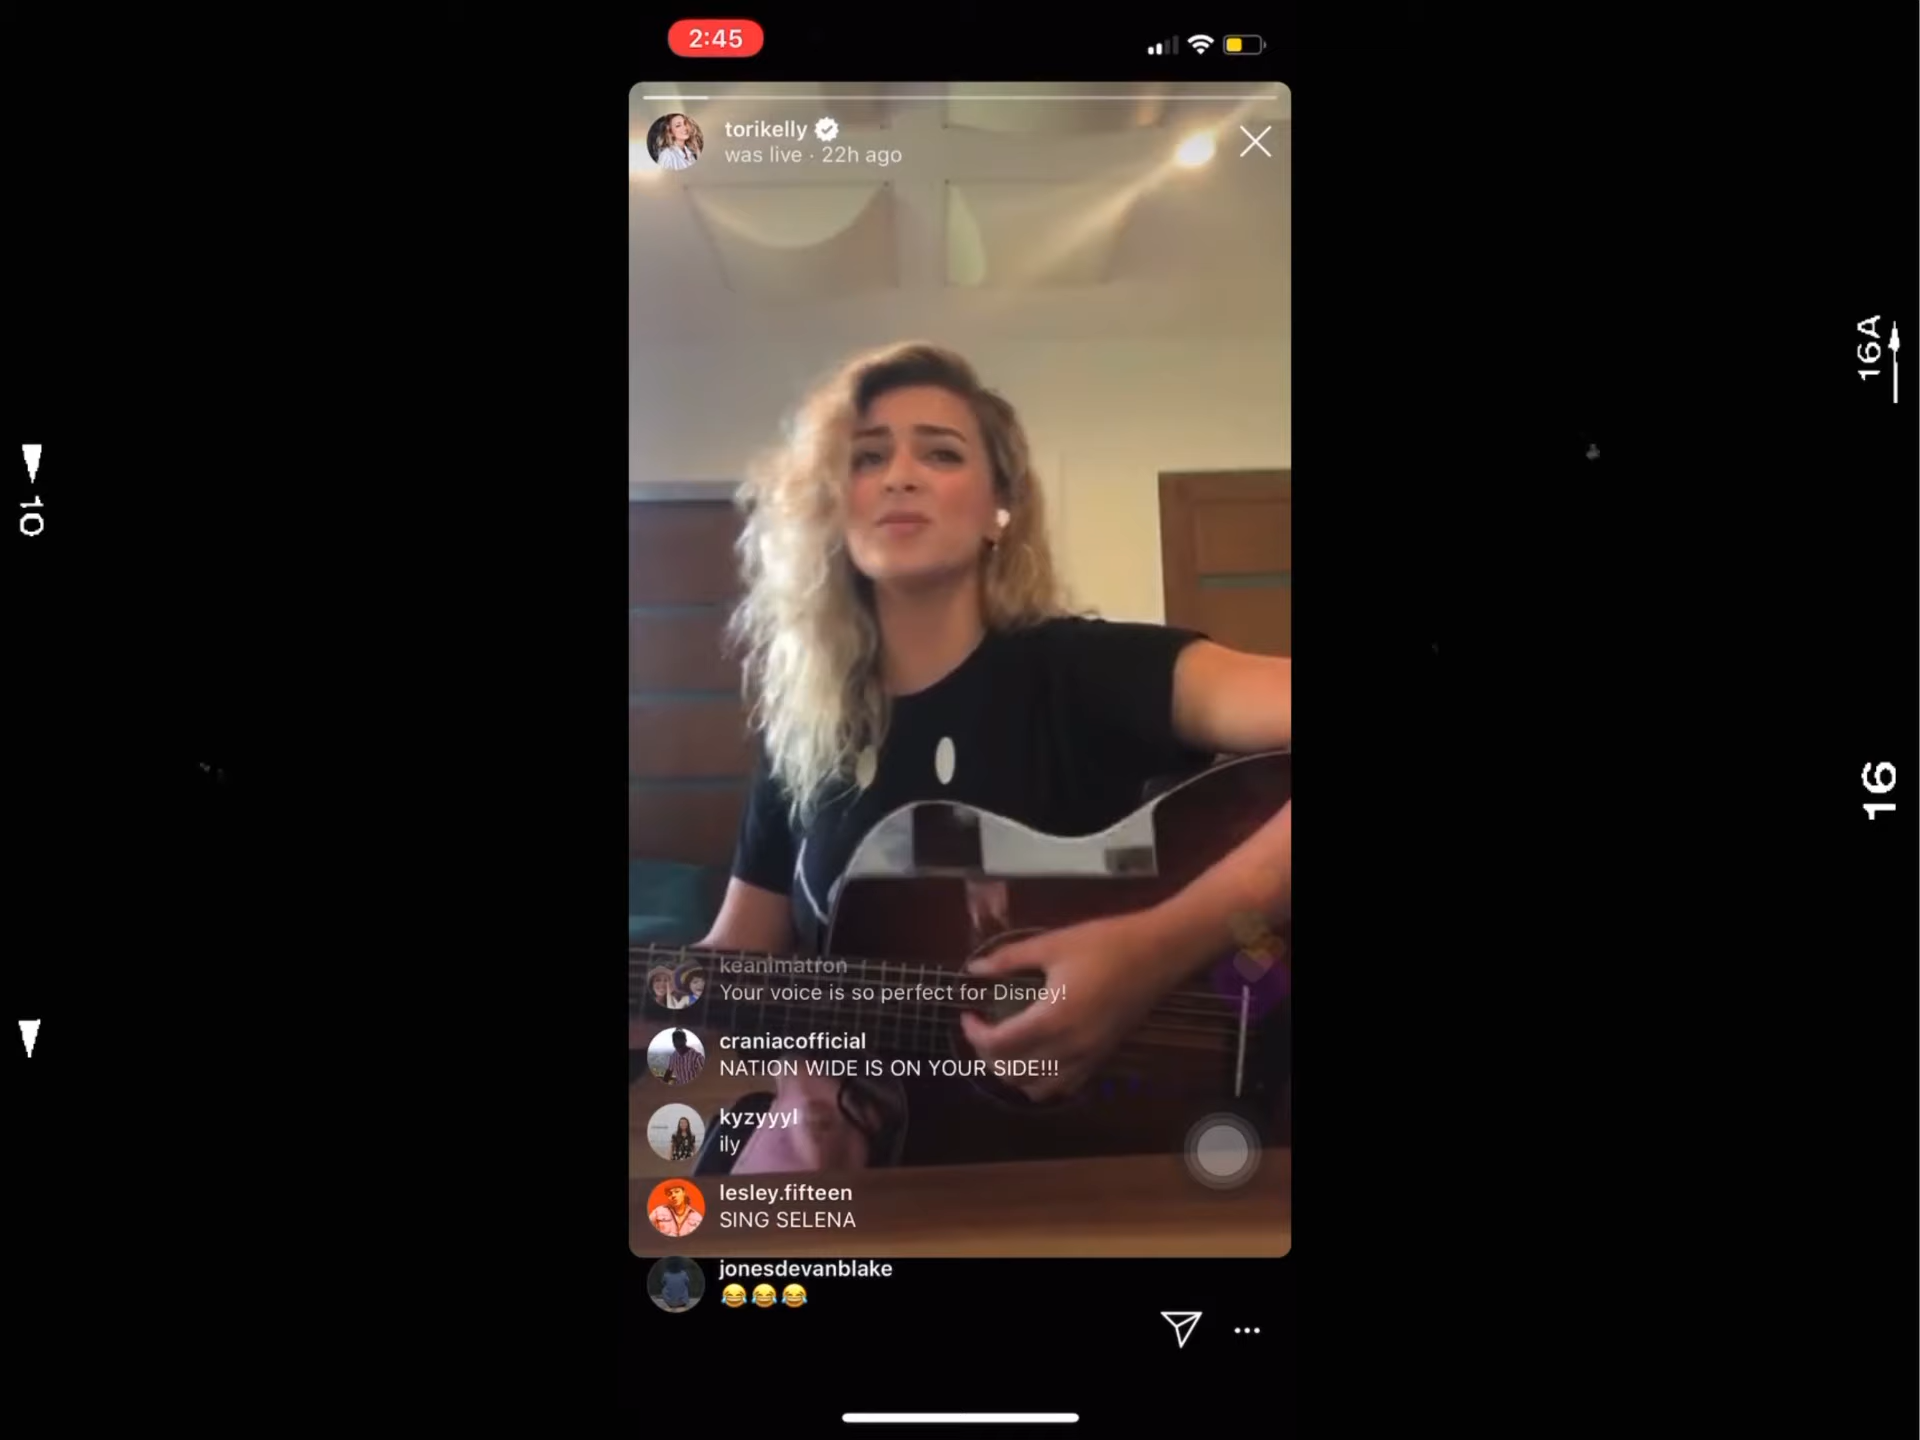 2:45
torikelly
was live · 22h ago
keanimatron
Your voice is so perfect for Disney!
craniacofficial
NATION WIDE IS ON YOUR SIDE!!!
kyzyyyl
ily
lesley.fifteen
SING SELENA
jonesdevanblake
😂😂😂
10
16A
16